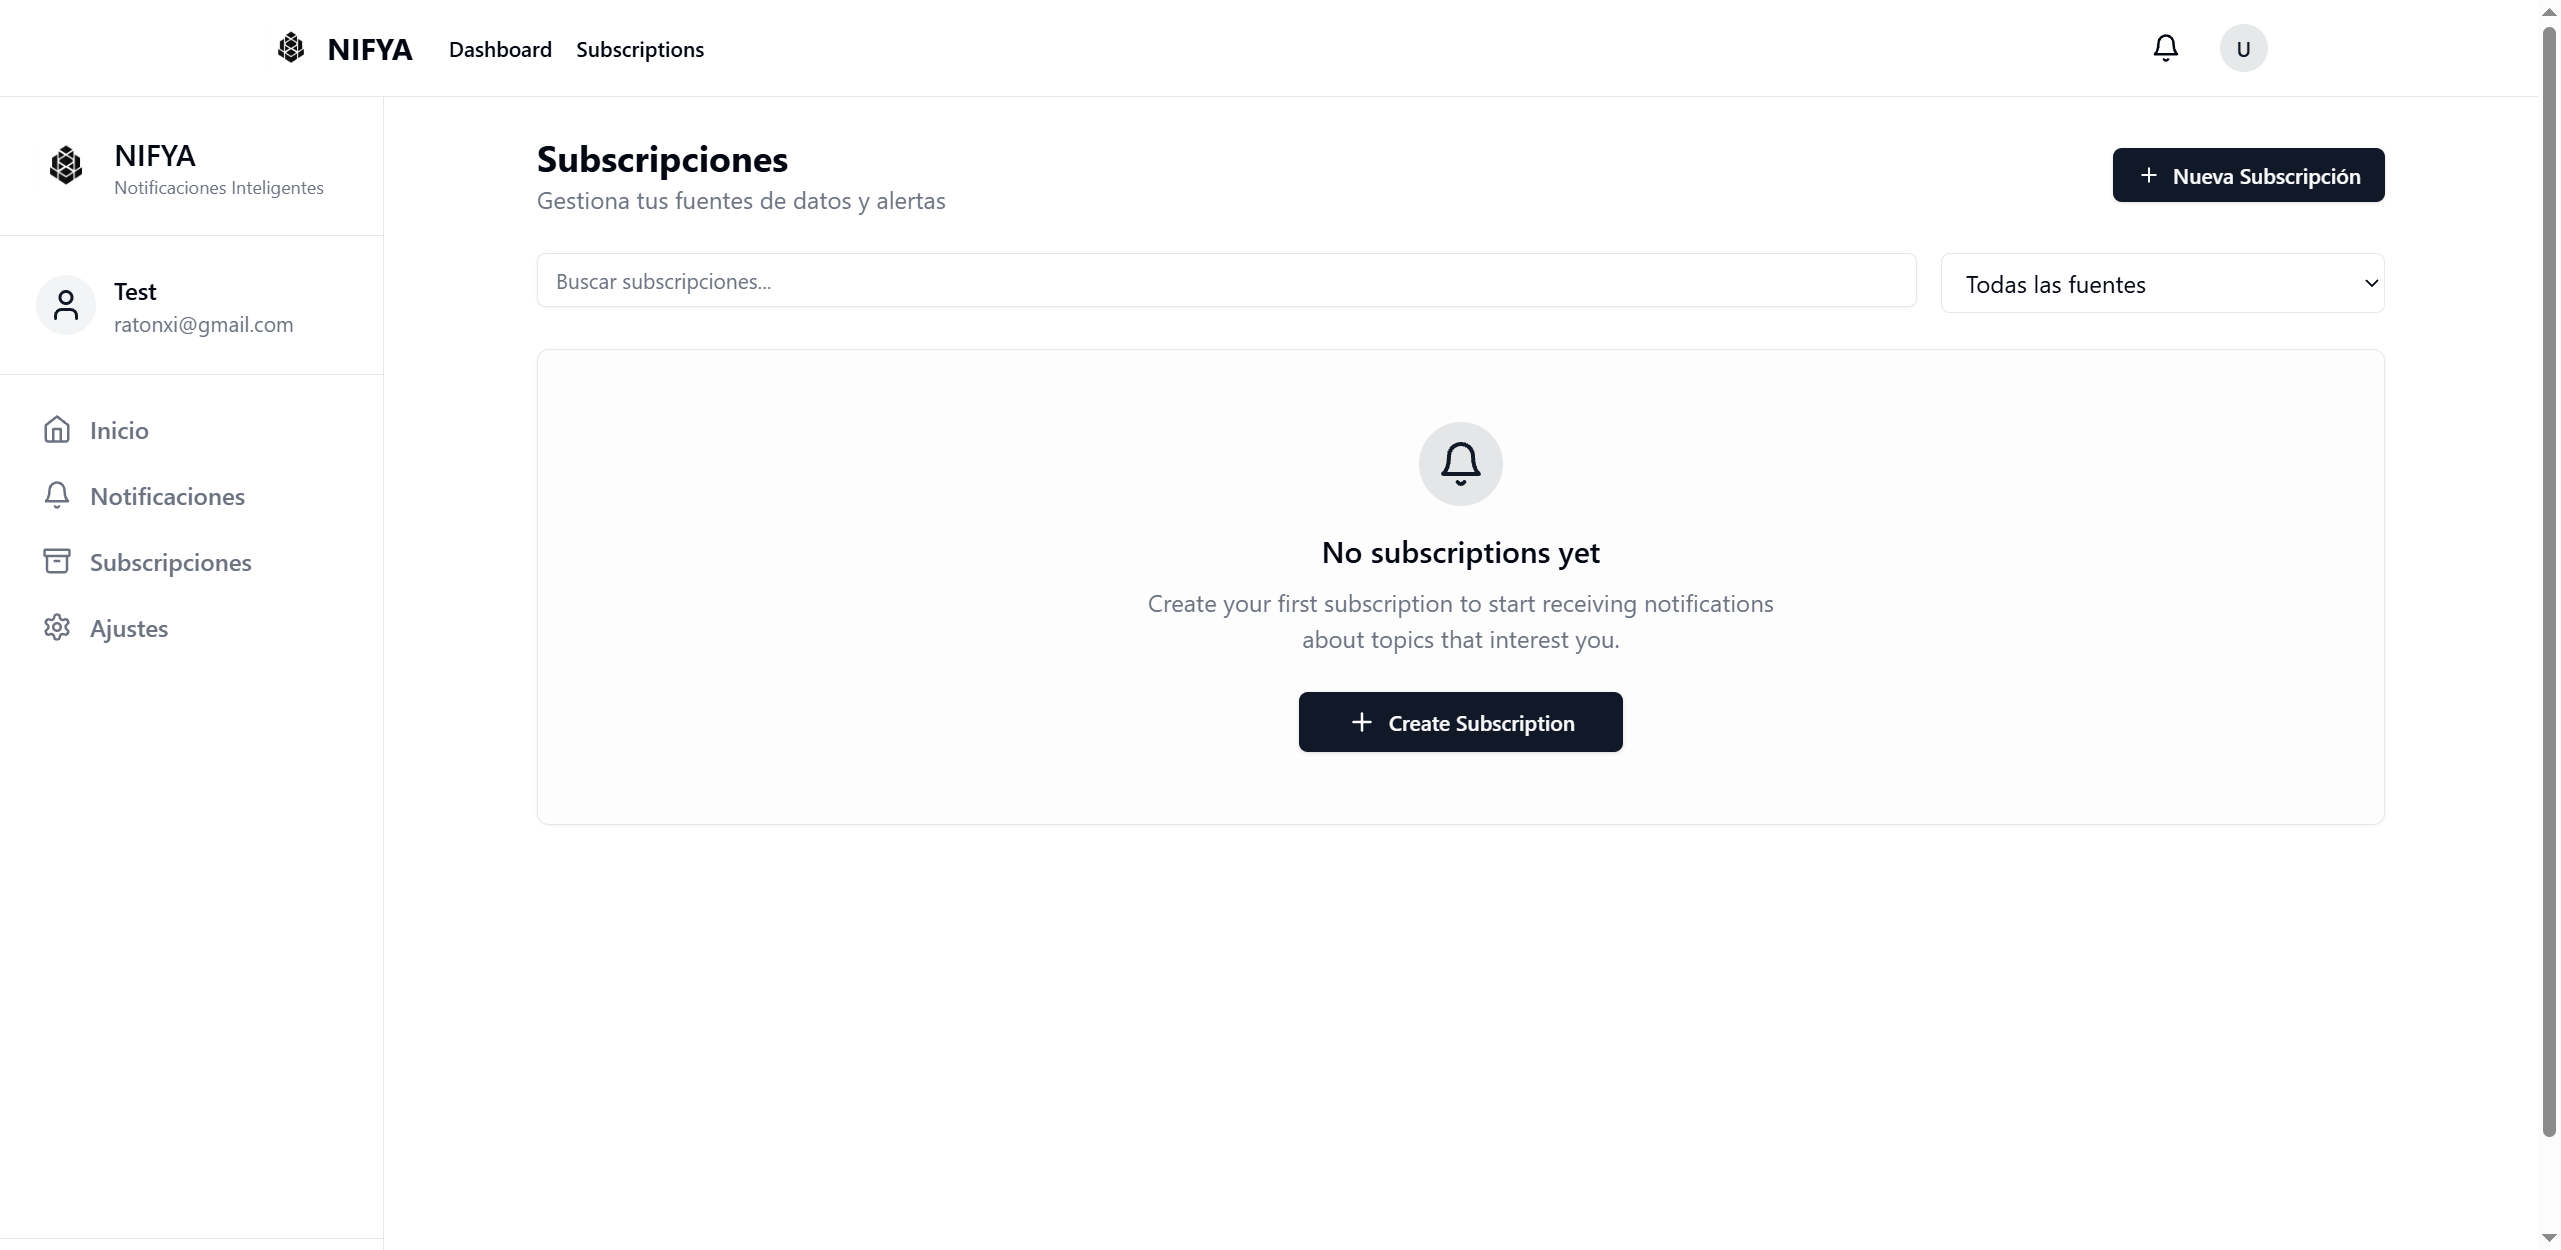 NIFYA
Dashboard
Subscriptions
U
NIFYA
Notificaciones Inteligentes
Test
ratonxi@gmail.com
Inicio
Notificaciones
Subscripciones
Ajustes
Subscripciones
Gestiona tus fuentes de datos y alertas
Nueva Subscripción
Buscar subscripciones...
Todas las fuentes
No subscriptions yet
Create your first subscription to start receiving notifications
about topics that interest you.
Create Subscription